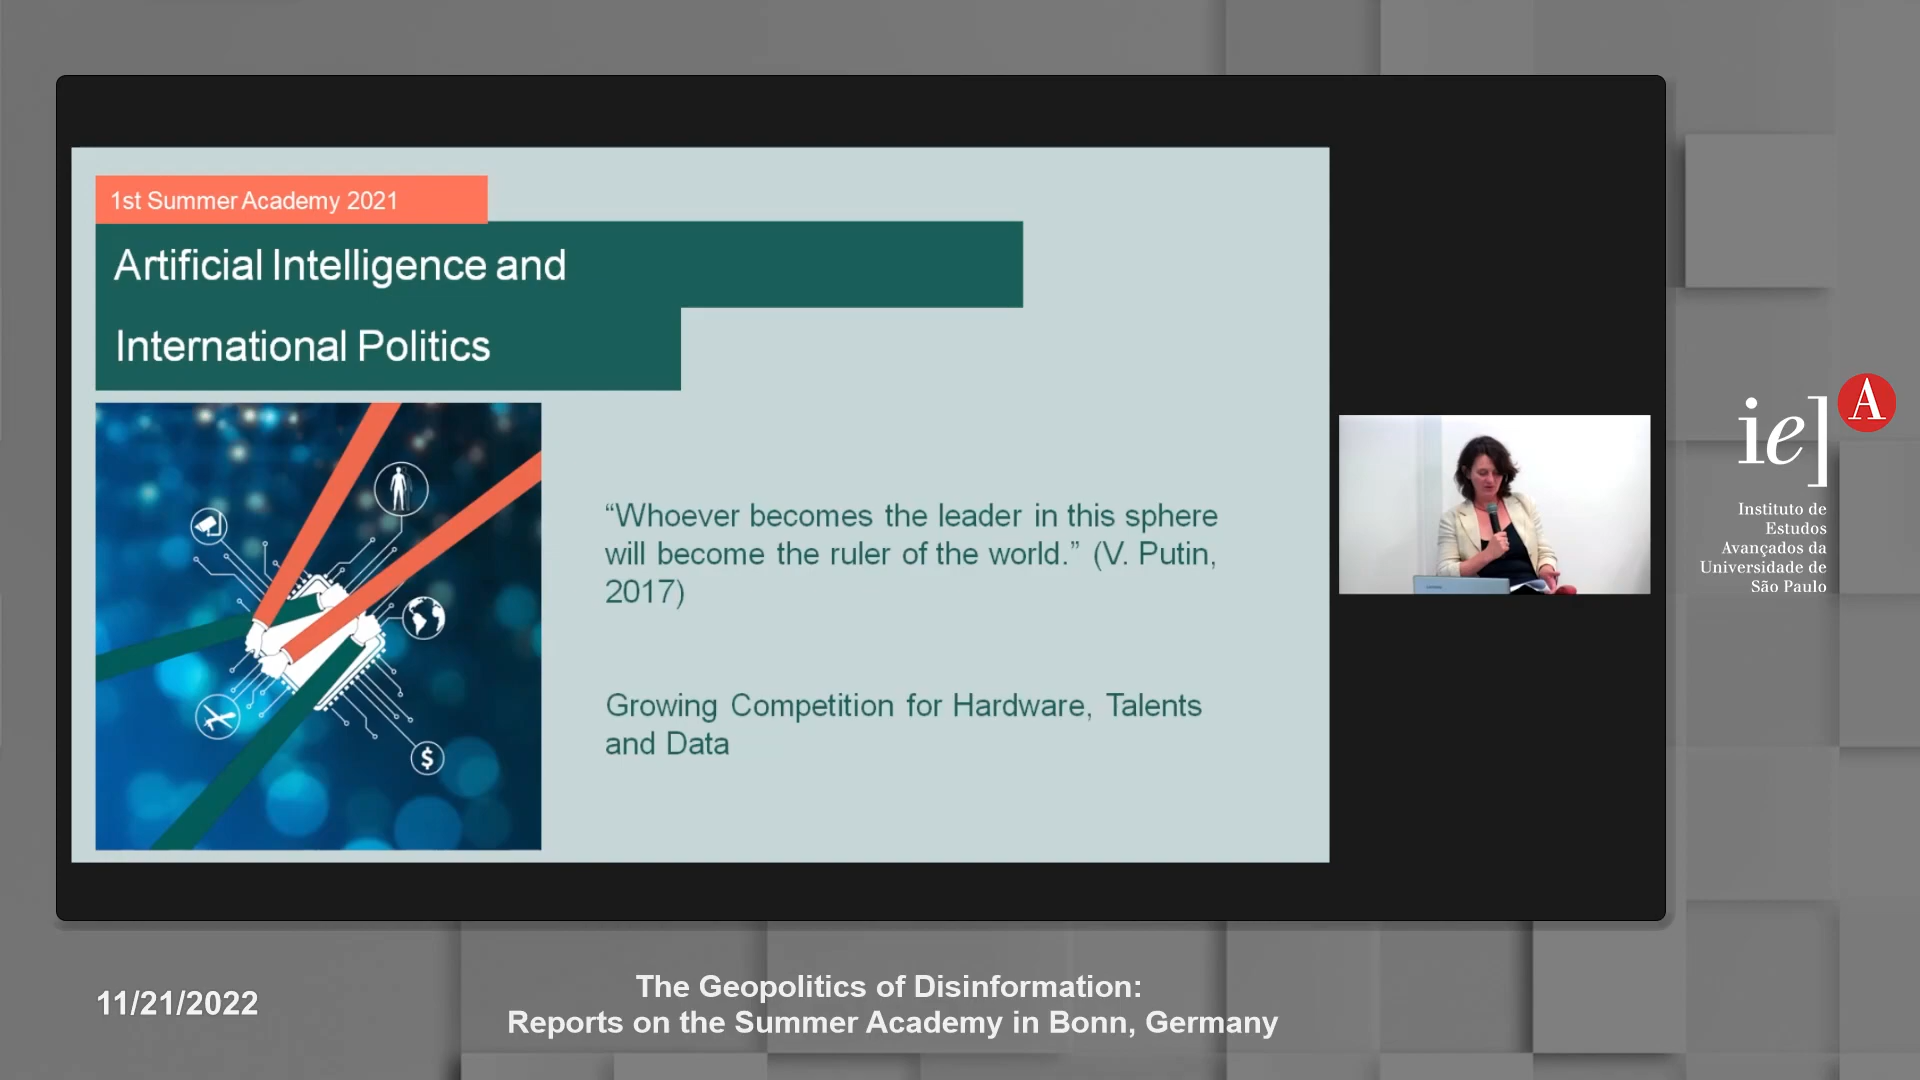 1st Summer Academy 2021
Artificial Intelligence and
International Politics
“Whoever becomes the leader in this sphere
will become the ruler of the world.” (V. Putin,
2017)
Growing Competition for Hardware, Talents
and Data
$
ie]
A
Instituto de
Estudos
Avançados da
Universidade de
São Paulo
11/21/2022
The Geopolitics of Disinformation:
Reports on the Summer Academy in Bonn, Germany